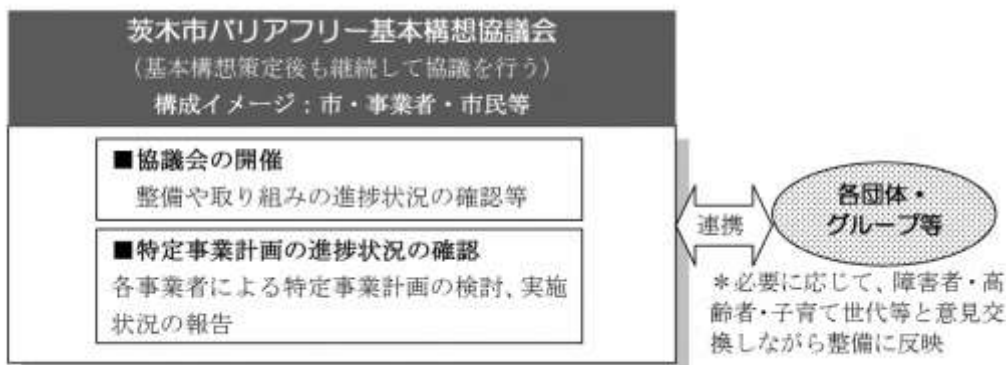 茨木市バリアフリー基本構想協議会
（基本構想策定後も継続して協議を行う）
構成イメージ：市・事業者・市民等
■協議会の開催
整備や取り組みの進捗状況の確認等
■特定事業計画の進捗状況の確認
各事業者による特定事業計画の検討、実施
状況の報告
連携
各団体・
グループ等
＊必要に応じて、障害者・高
齢者・子育て世代等と意見交
換しながら整備に反映